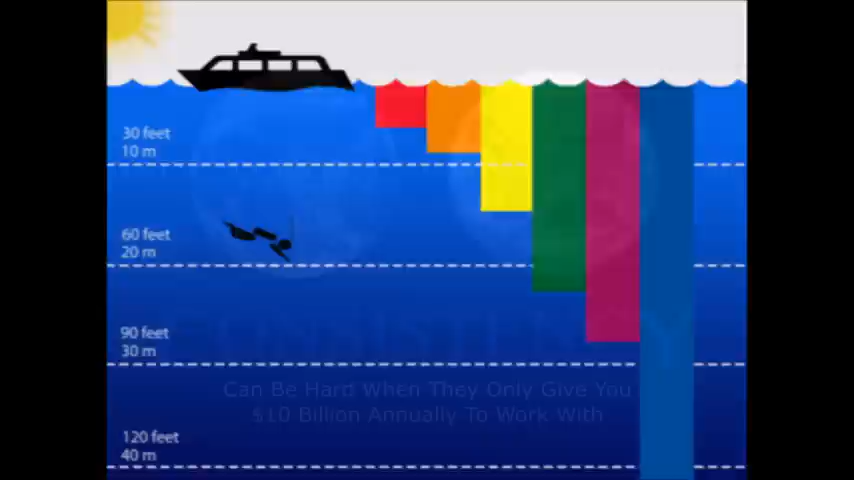 30 feet
10 m
60 feet
20 m
90 feet
30 m
CONSISTENCY
Can Be Hard When They Only Give You
$10 Billion Annually To Work With
120 feet
40 m